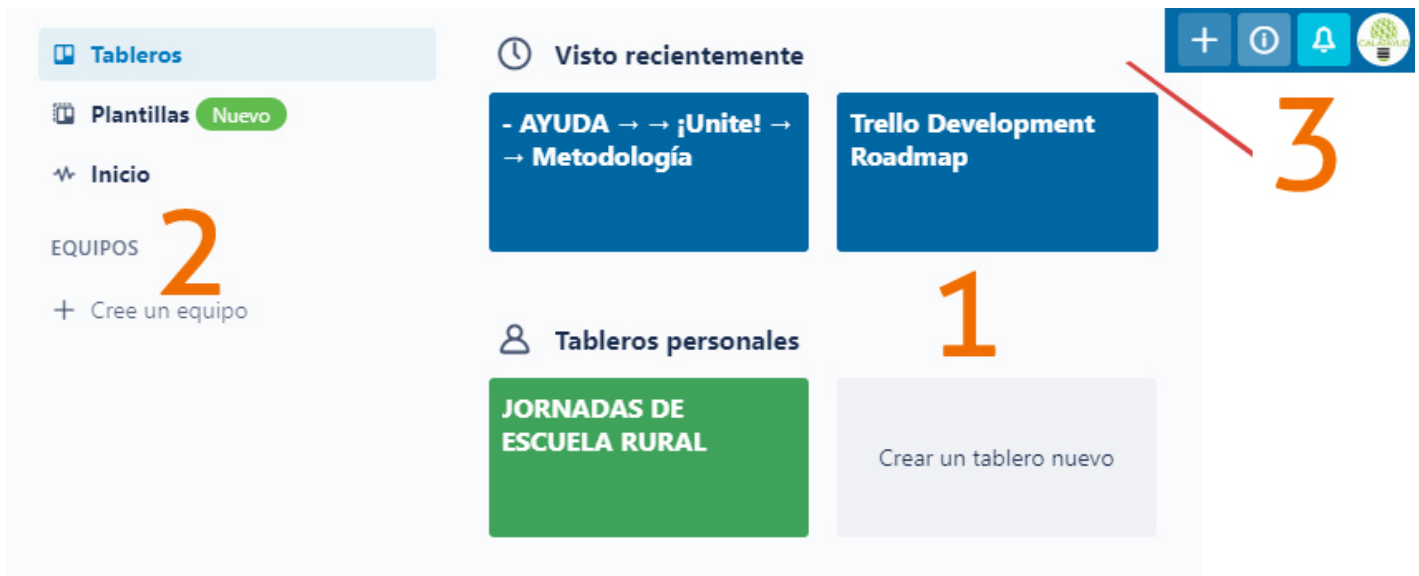 Tableros
Plantillas Nuevo
Inicio
EQUIPOS
2
+ Cree un equipo
Visto recientemente
- AYUDA → → ¡Unite! →
→ Metodología
Trello Development
Roadmap
1
Tableros personales
JORNADAS DE
ESCUELA RURAL
Crear un tablero nuevo
CALATAYUD
3